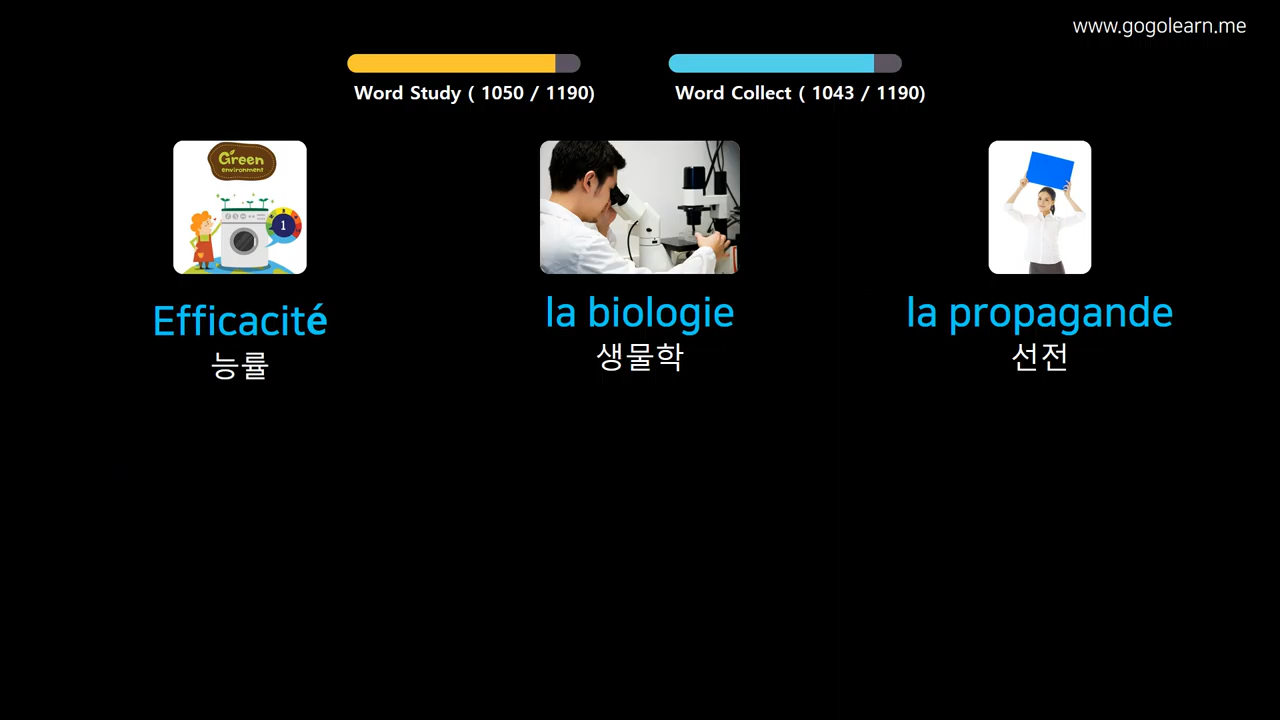 www.gogolearn.me
Word Study ( 1050 / 1190)
Word Collect ( 1043 / 1190)
Green
environment
1
Efficacité
능률
la biologie
생물학
la propagande
선전